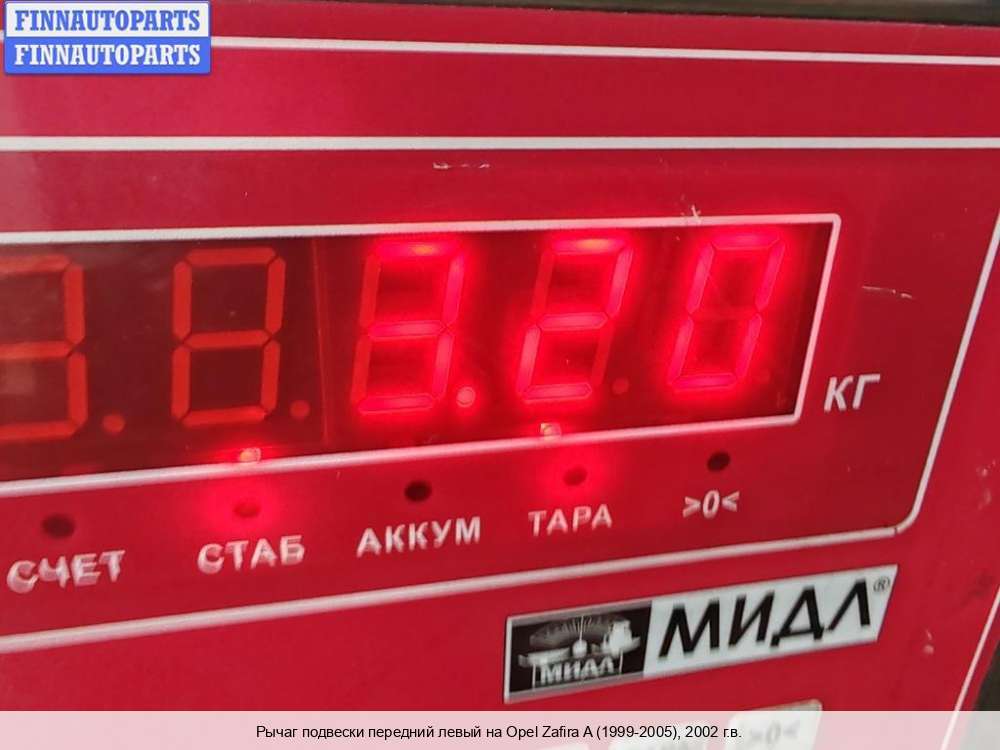 FINNAUTOPARTS
FINNAUTOPARTS
3.20
КГ
СЧЕТ СТАБ АККУМ ТАРА >0<
МИДЛ®
МИДЛ
>0<
Рычаг подвески передний левый на Opel Zafira A (1999-2005), 2002 г.в.